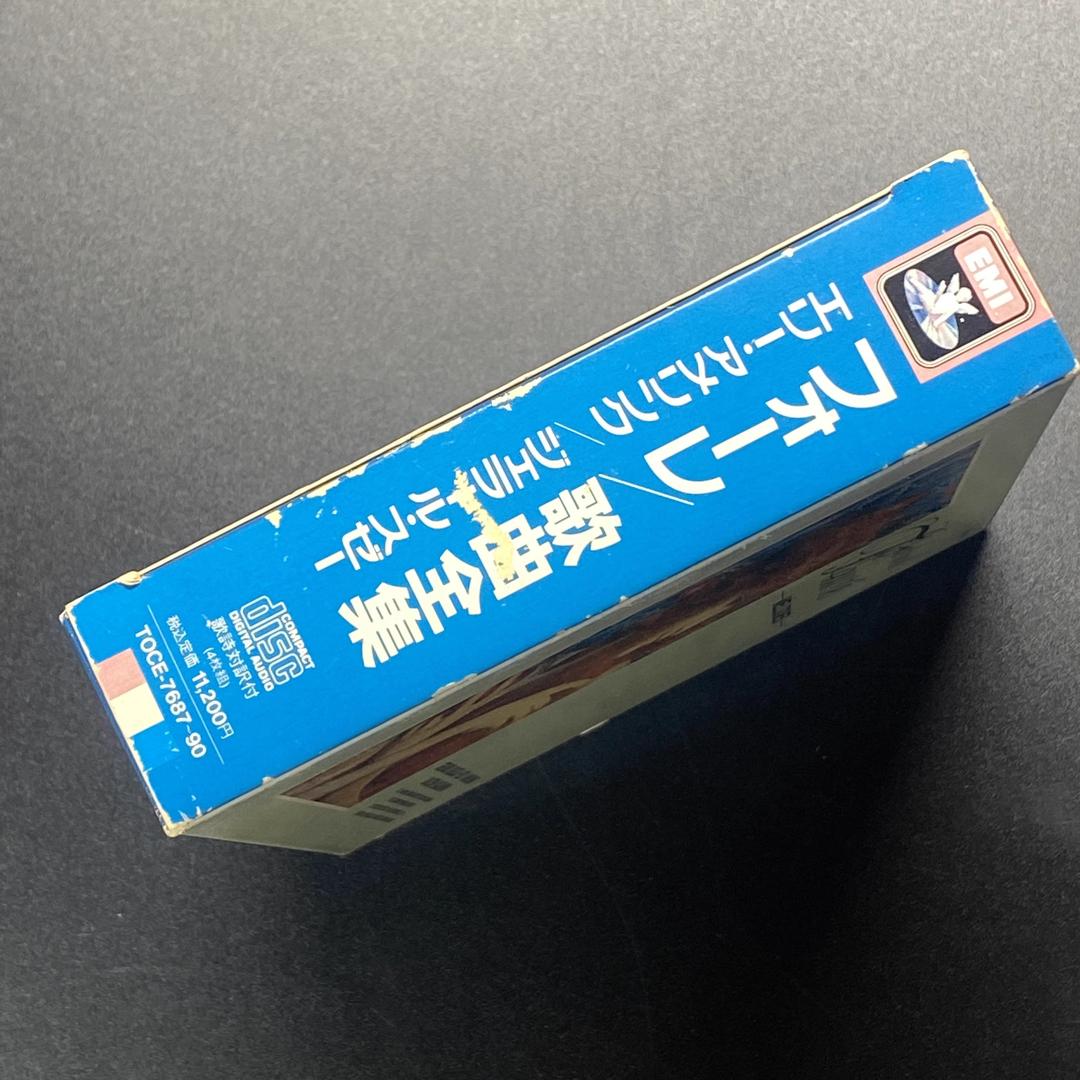 EMI
フォーレ／歌曲全集
エリー・アメリング／ジェラール・スゼー
COMPACT
disc
DIGITAL AUDIO
歌詩対訳付
(4枚組)
税込定価 11,200円
TOCE-7687~90